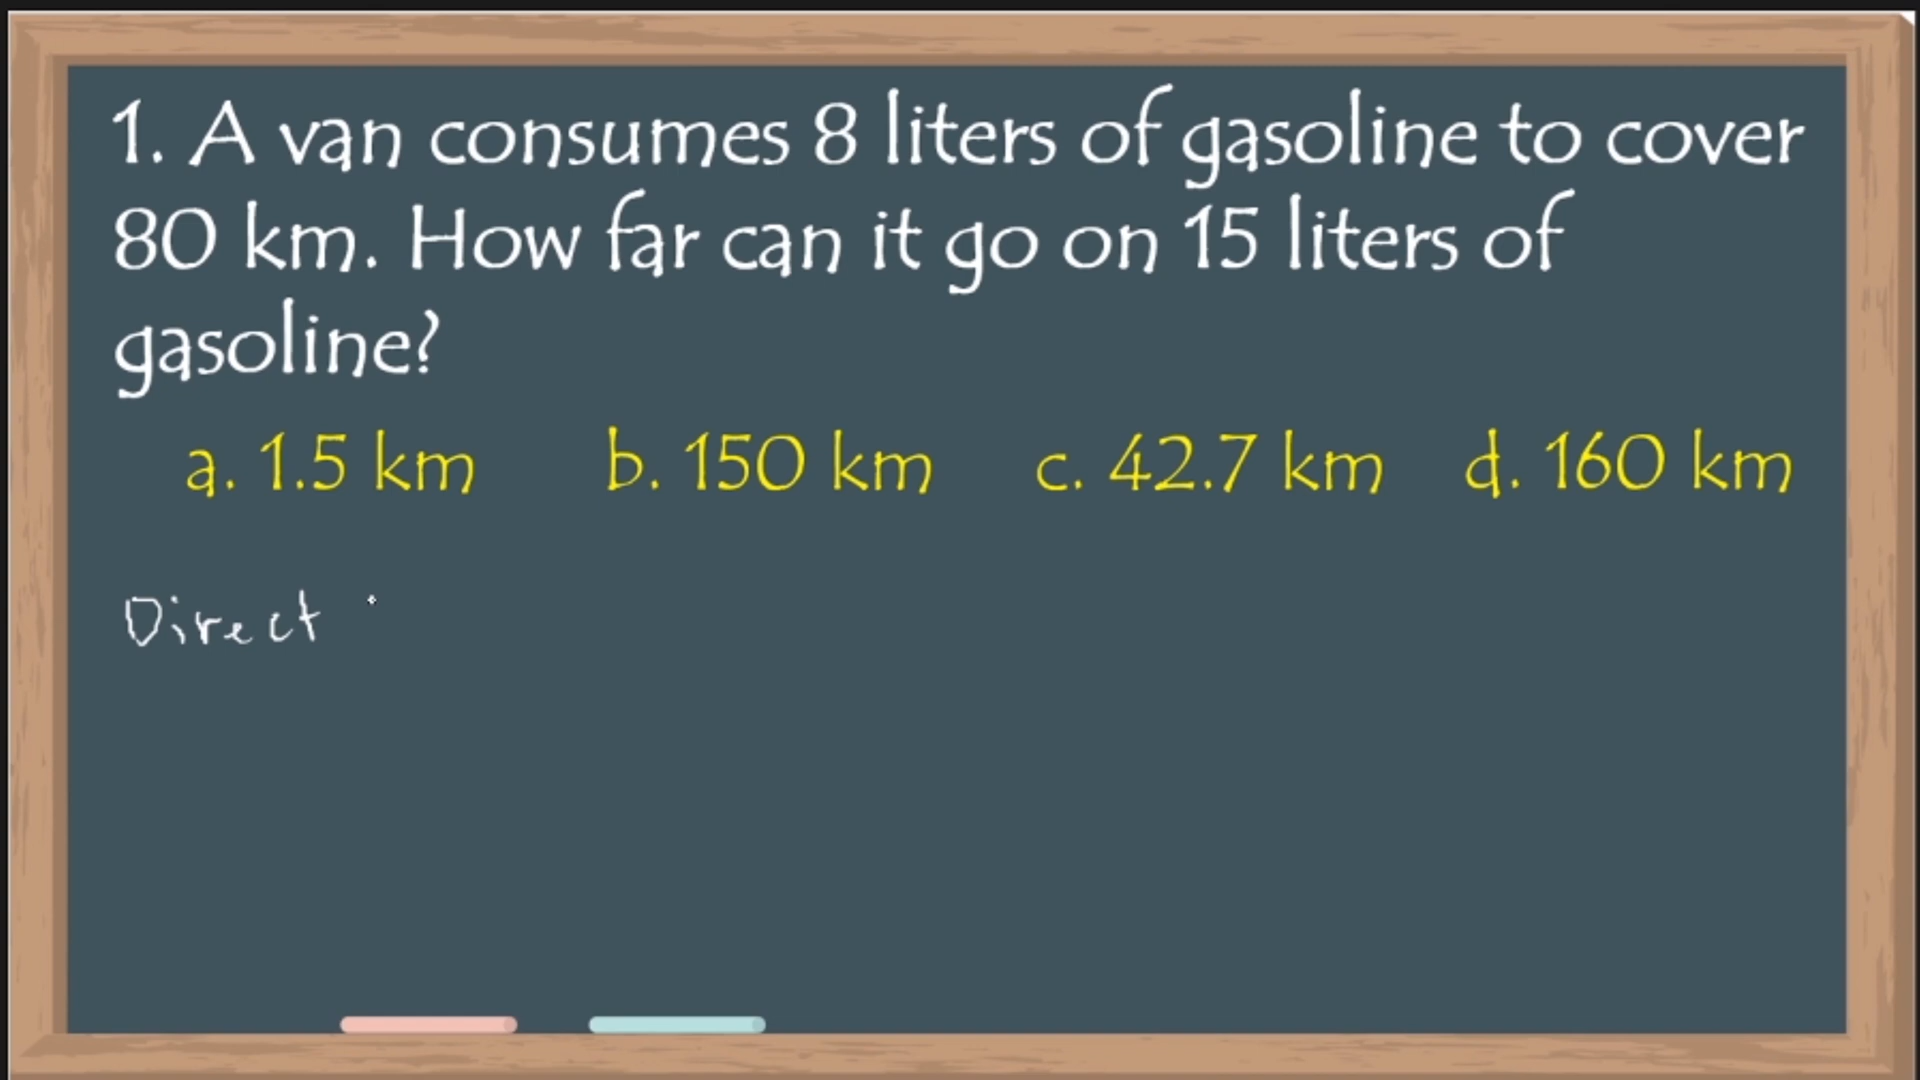 1. A van consumes 8 liters of gasoline to cover
80 km. How far can it go on 15 liters of
gasoline?
a. 1.5 km b. 150 km c. 42.7 km d. 160 km
Direct